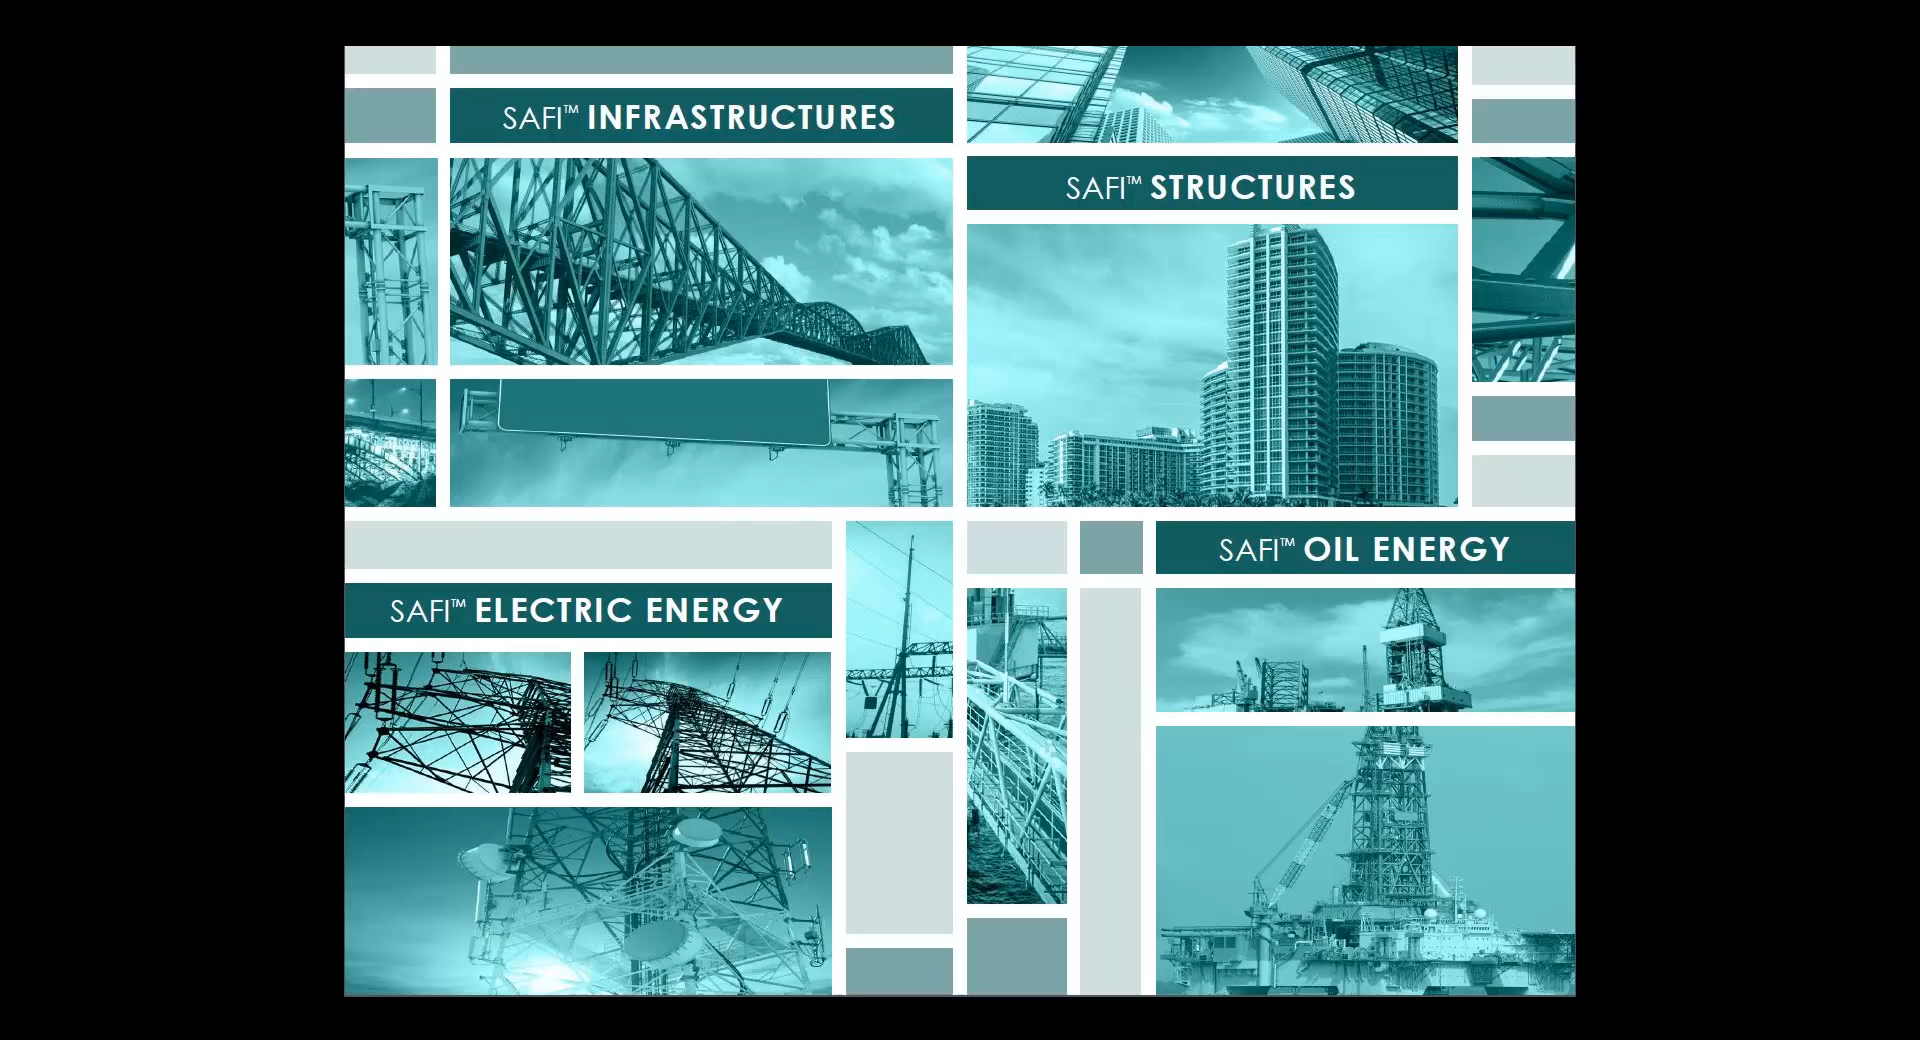 SAFI™ INFRASTRUCTURES
SAFI™ STRUCTURES
SAFI™ ELECTRIC ENERGY
SAFI™ OIL ENERGY